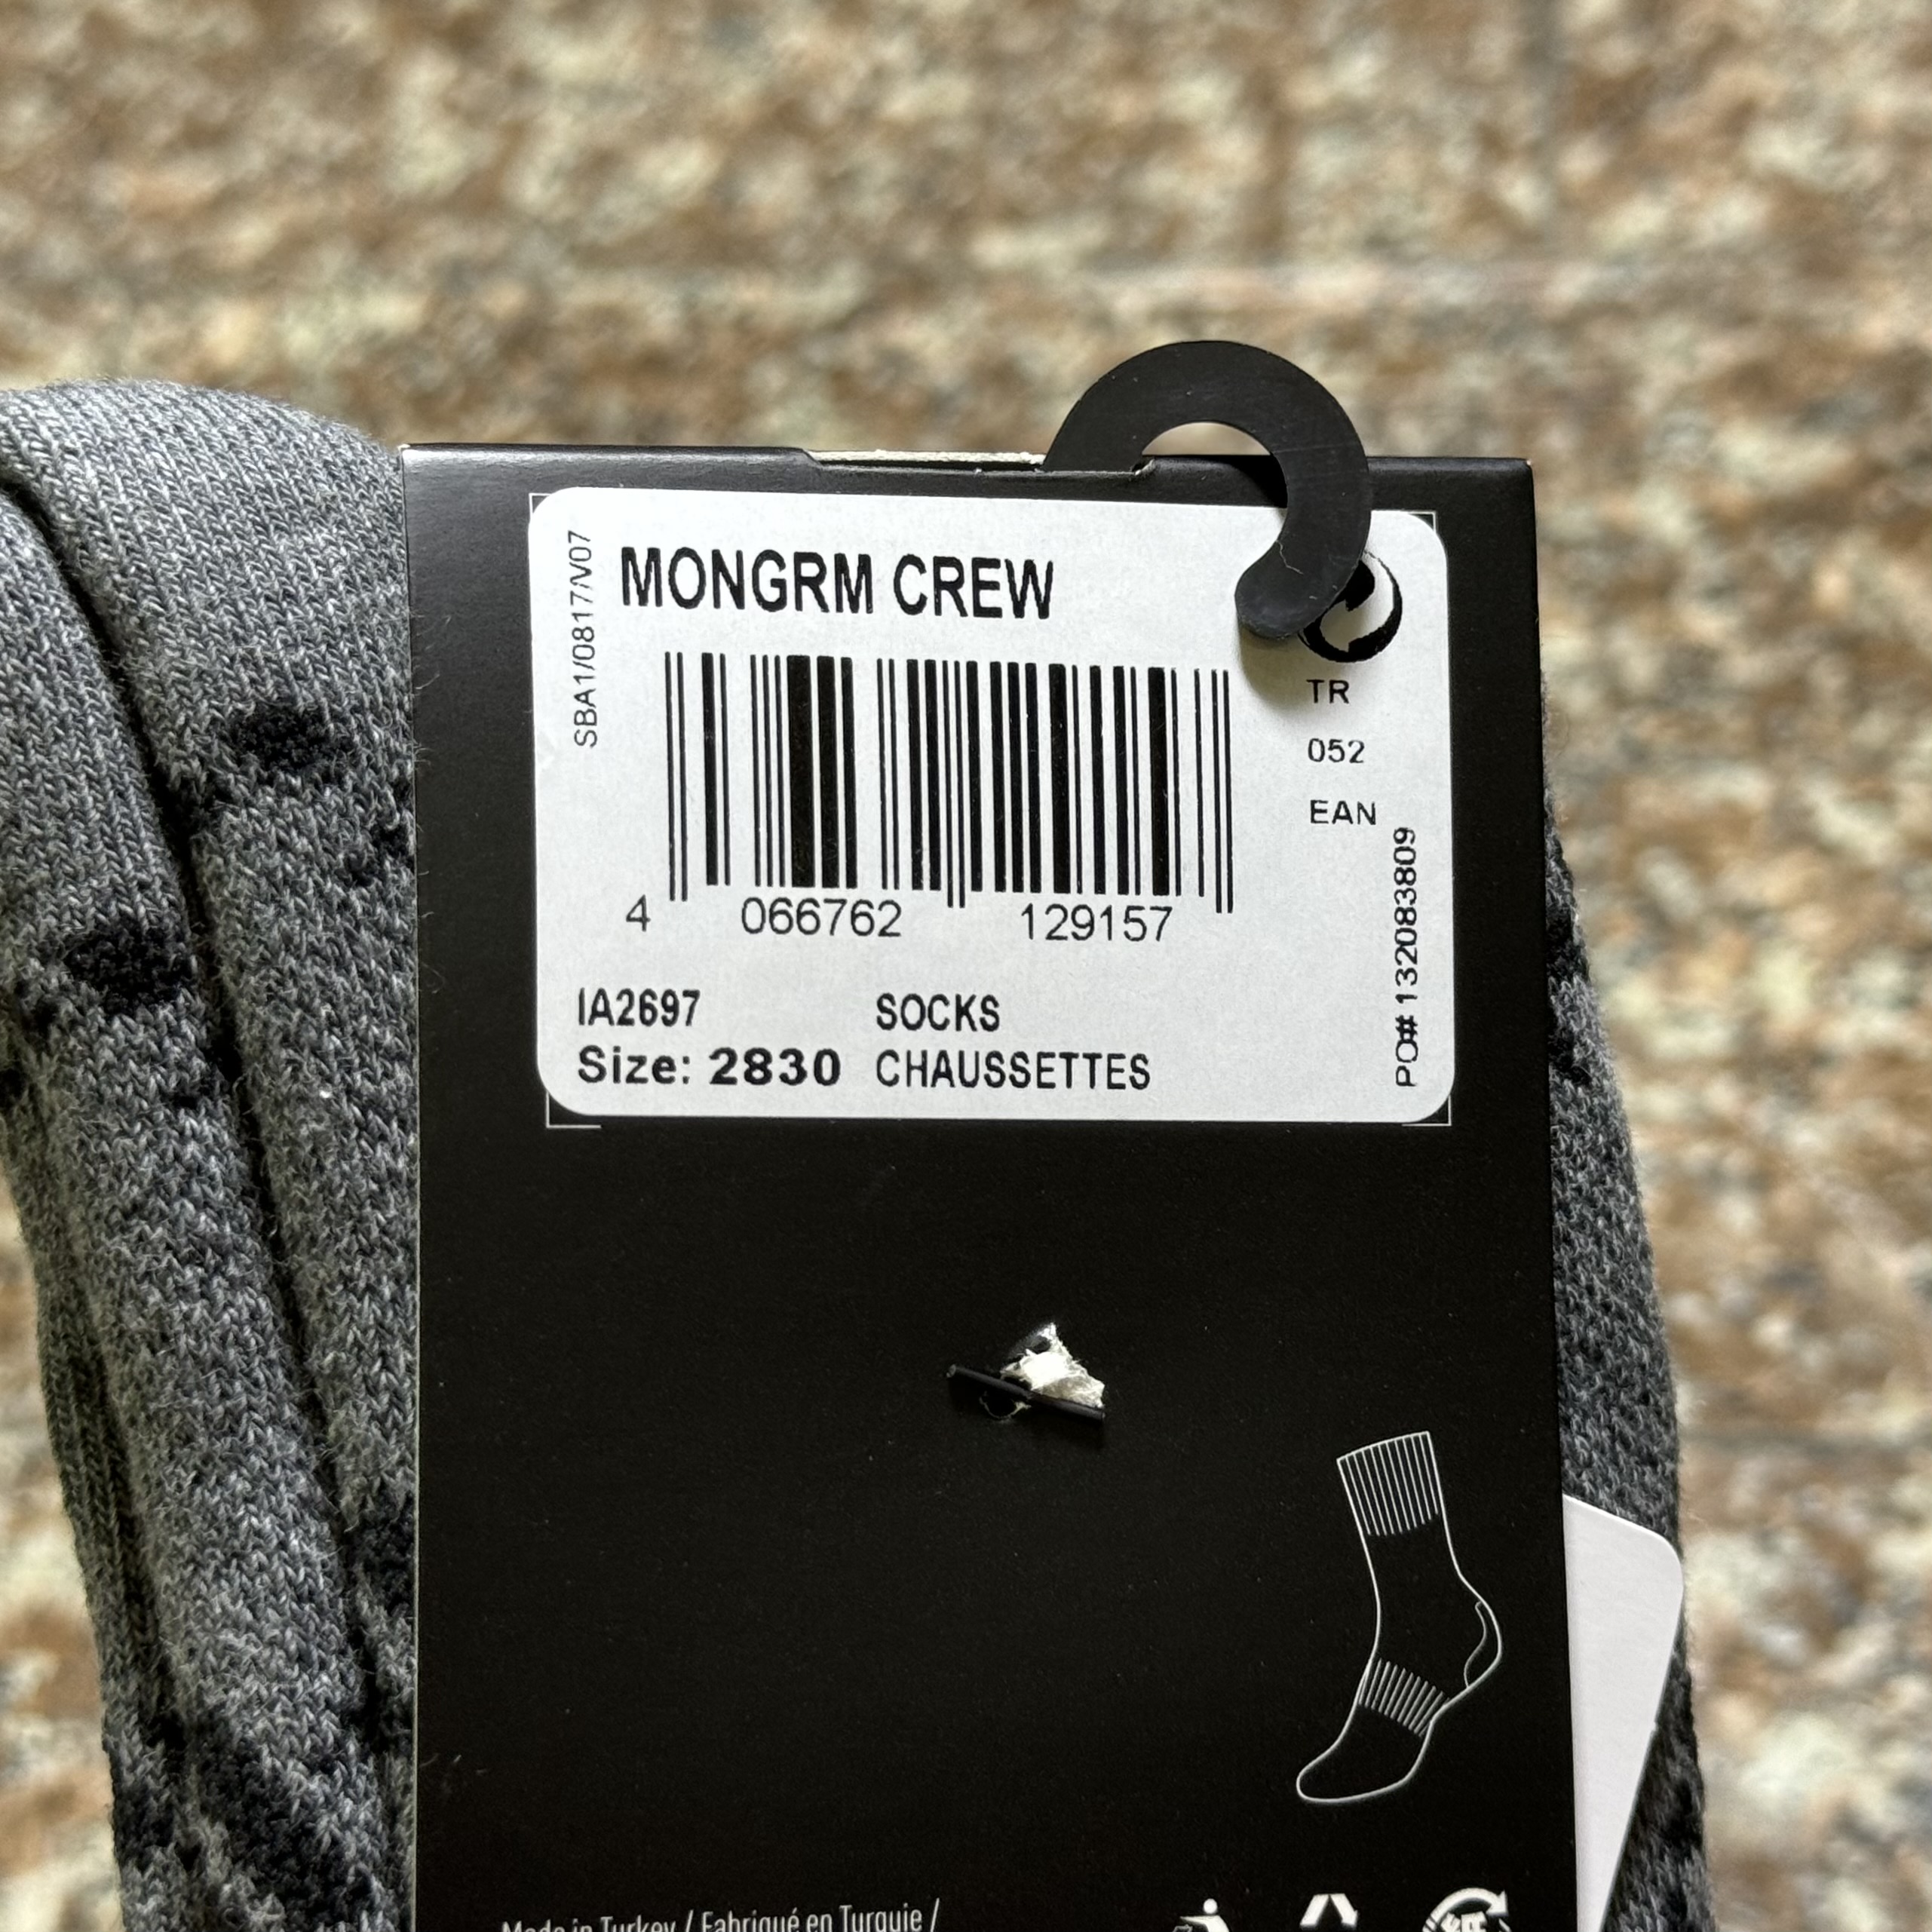 SBA1/0817/V07
MONGRM CREW
TR
052
EAN
4 066762 129157
PO# 132083809
IA2697 SOCKS
Size: 2830 CHAUSSETTES
Made in Turkey / Fabriqué en Turquie /